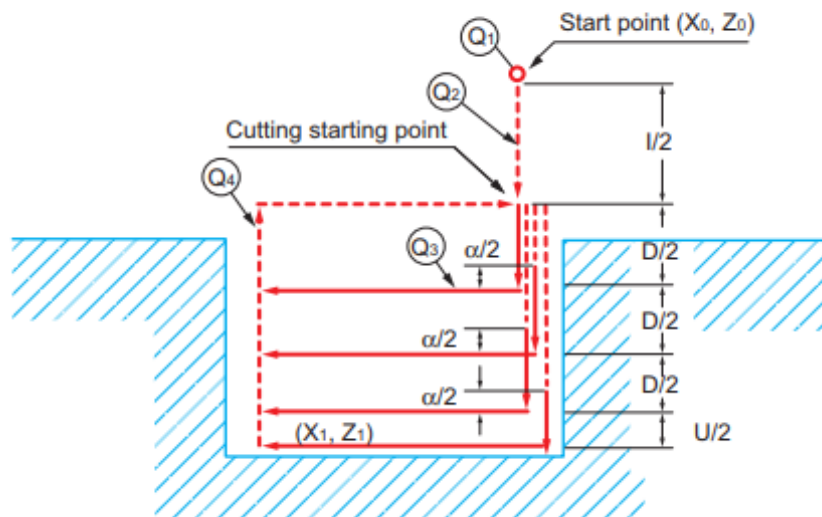 Q1
Start point (X0, Z0)
Q2
l/2
Cutting starting point
Q4
Q3
α/2
D/2
D/2
α/2
D/2
α/2
(X1, Z1)
U/2